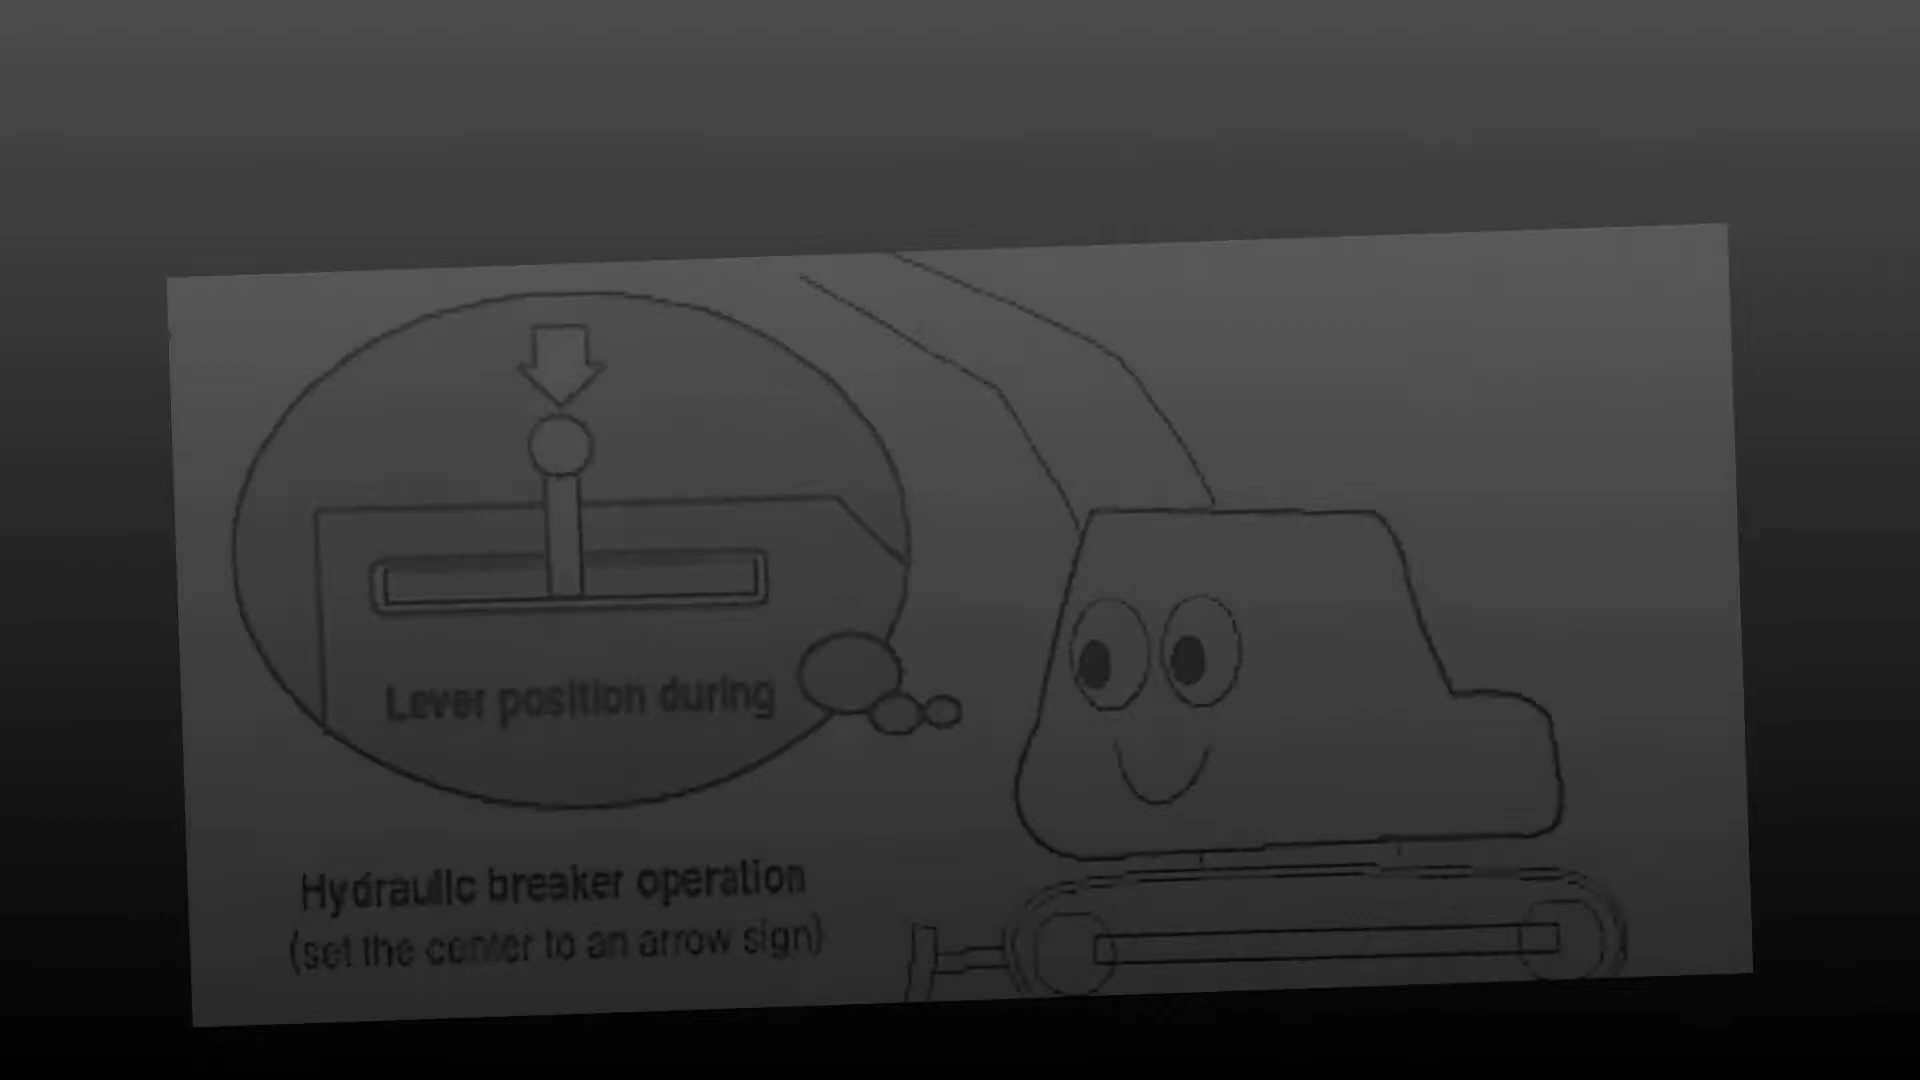 Lever position during
Hydraulic breaker operation
(set the center to an arrow sign)